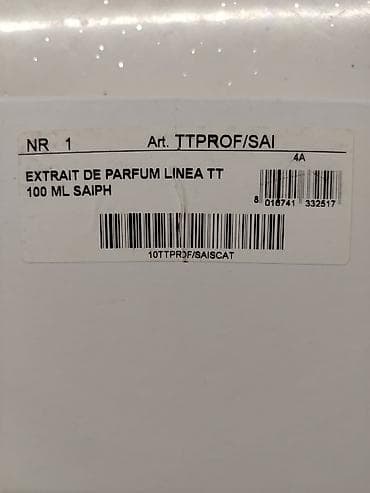 NR 1 Art. TTPROF/SAI
4A
EXTRAIT DE PARFUM LINEA TT
100 ML SAIPH
8 016741 332517
10TTPROF/SAISCAT